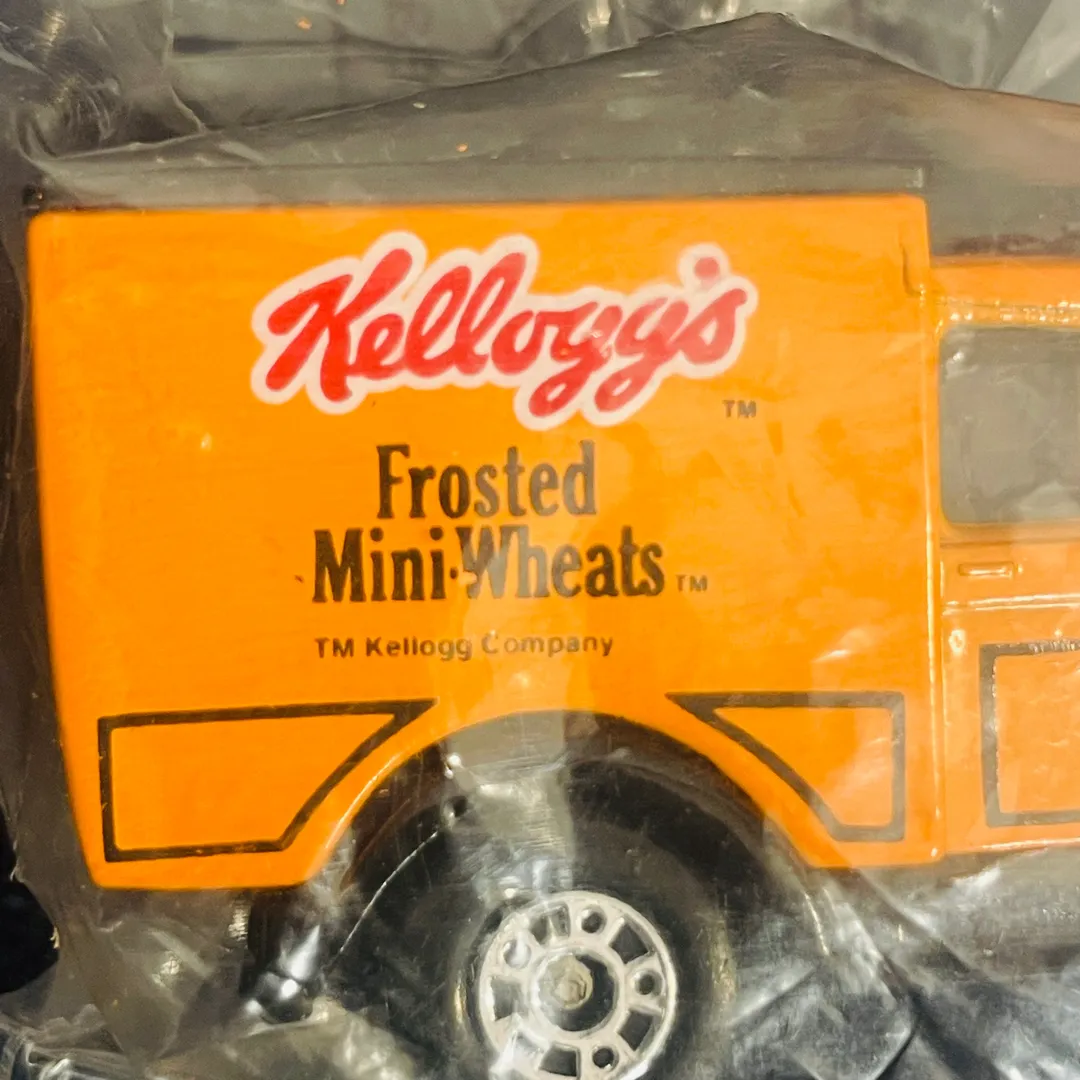 Kellogg's TM
Frosted
Mini-Wheats TM
TM Kellogg Company